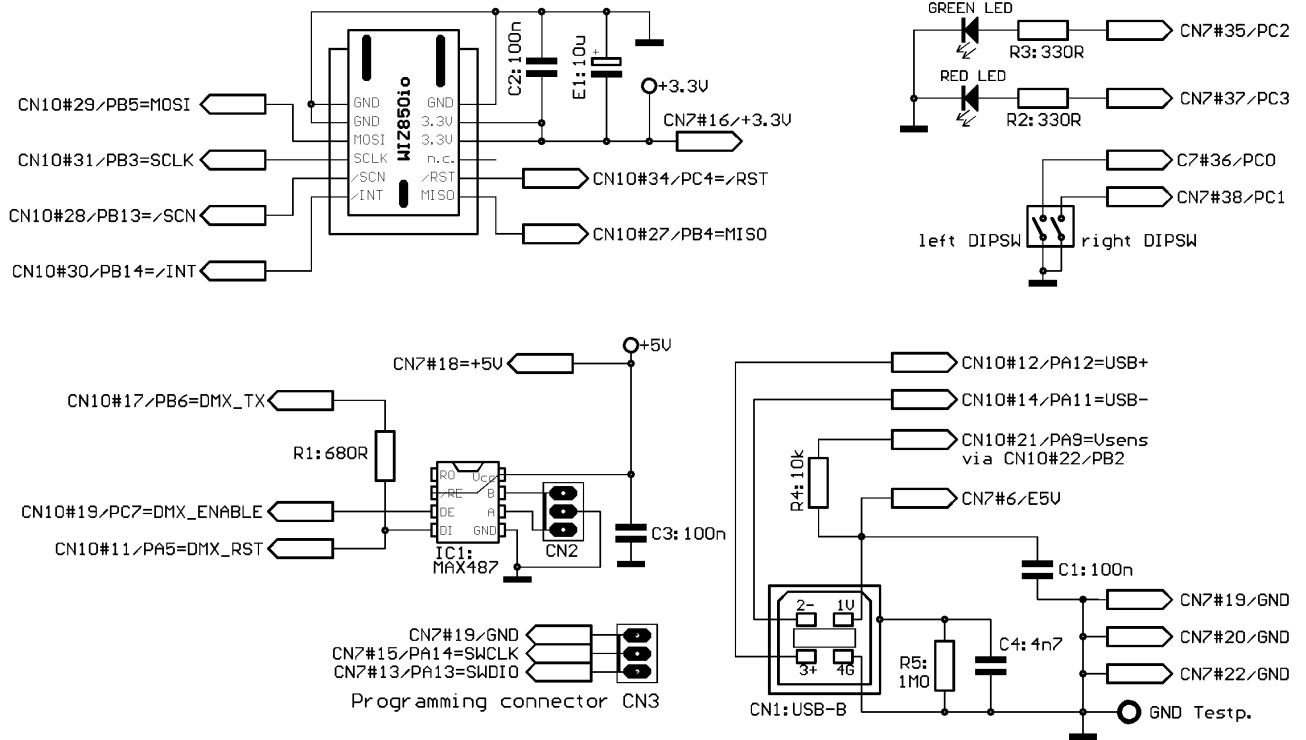 CN10#29/PB5=MOSI
CN10#31/PB3=SCLK
CN10#28/PB13=/SCN
CN10#30/PB14=/INT
GND
GND
MOSI
SCLK
/SCN
/INT
WIZ850io
GND
3.3V
3.3V
n.c.
/RST
MISO
C2:100n
E1:10u
+
+3.3V
CN7#16/+3.3V
CN10#34/PC4=/RST
CN10#27/PB4=MISO
GREEN LED
R3:330R
CN7#35/PC2
RED LED
R2:330R
CN7#37/PC3
C7#36/PC0
CN7#38/PC1
left DIPSW
right DIPSW
+5V
CN7#18=+5V
CN10#17/PB6=DMX_TX
R1:680R
CN10#19/PC7=DMX_ENABLE
CN10#11/PA5=DMX_RST
RO
/RE
DE
DI
Vcc
B
A
GND
IC1:
MAX487
CN2
C3:100n
CN7#19/GND
CN7#15/PA14=SWCLK
CN7#13/PA13=SWDIO
Programming connector
CN3
CN10#12/PA12=USB+
CN10#14/PA11=USB-
CN10#21/PA9=Vsens
via CN10#22/PB2
R4:10k
CN7#6/E5V
C1:100n
2-
1V
3+
4G
CN1:USB-B
R5:
1M0
C4:4n7
CN7#19/GND
CN7#20/GND
CN7#22/GND
GND Testp.